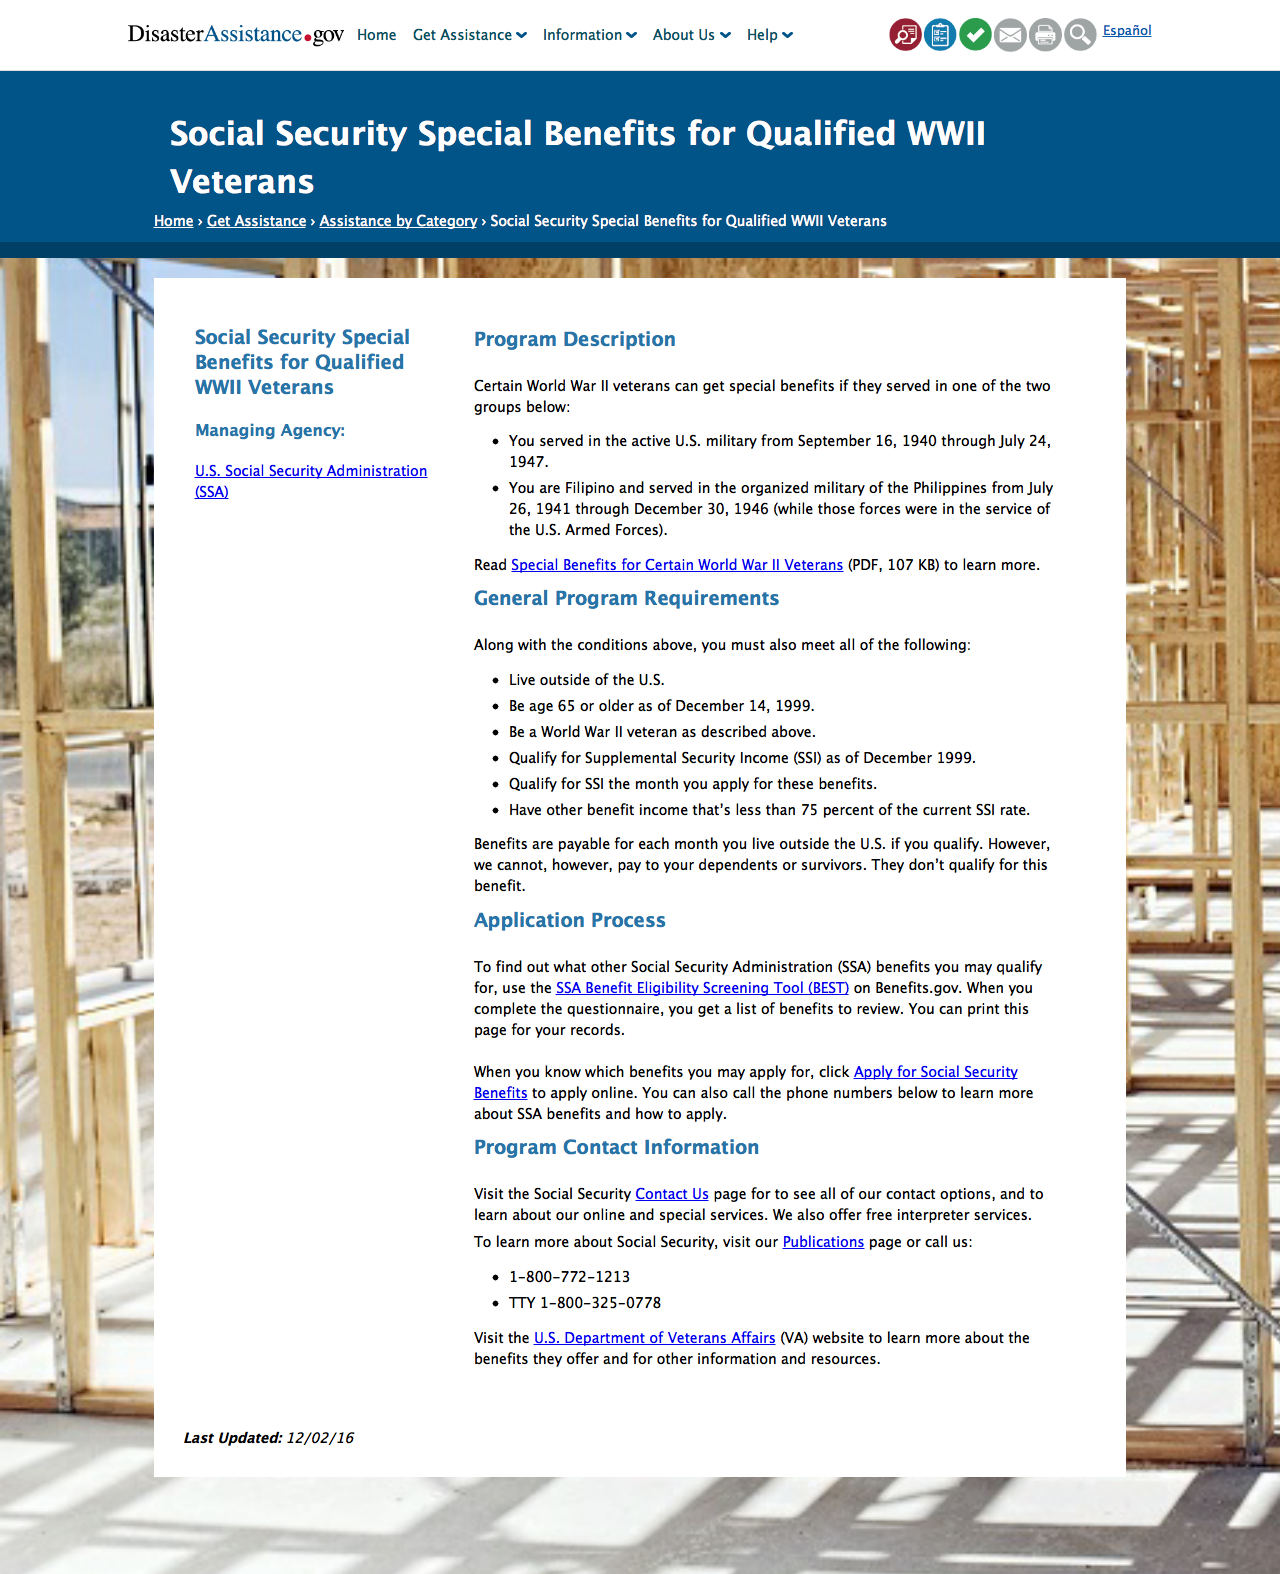 DisasterAssistance.gov Home Get Assistance Information About Us Help Español
Social Security Special Benefits for Qualified WWII
Veterans
Home › Get Assistance › Assistance by Category › Social Security Special Benefits for Qualified WWII Veterans
Social Security Special
Benefits for Qualified
WWII Veterans
Managing Agency:
U.S. Social Security Administration
(SSA)
Program Description
Certain World War II veterans can get special benefits if they served in one of the two
groups below:
• You served in the active U.S. military from September 16, 1940 through July 24,
1947.
• You are Filipino and served in the organized military of the Philippines from July
26, 1941 through December 30, 1946 (while those forces were in the service of
the U.S. Armed Forces).
Read Special Benefits for Certain World War II Veterans (PDF, 107 KB) to learn more.
General Program Requirements
Along with the conditions above, you must also meet all of the following:
• Live outside of the U.S.
• Be age 65 or older as of December 14, 1999.
• Be a World War II veteran as described above.
• Qualify for Supplemental Security Income (SSI) as of December 1999.
• Qualify for SSI the month you apply for these benefits.
• Have other benefit income that’s less than 75 percent of the current SSI rate.
Benefits are payable for each month you live outside the U.S. if you qualify. However,
we cannot, however, pay to your dependents or survivors. They don’t qualify for this
benefit.
Application Process
To find out what other Social Security Administration (SSA) benefits you may qualify
for, use the SSA Benefit Eligibility Screening Tool (BEST) on Benefits.gov. When you
complete the questionnaire, you get a list of benefits to review. You can print this
page for your records.
When you know which benefits you may apply for, click Apply for Social Security
Benefits to apply online. You can also call the phone numbers below to learn more
about SSA benefits and how to apply.
Program Contact Information
Visit the Social Security Contact Us page for to see all of our contact options, and to
learn about our online and special services. We also offer free interpreter services.
To learn more about Social Security, visit our Publications page or call us:
• 1-800-772-1213
• TTY 1-800-325-0778
Visit the U.S. Department of Veterans Affairs (VA) website to learn more about the
benefits they offer and for other information and resources.
Last Updated: 12/02/16